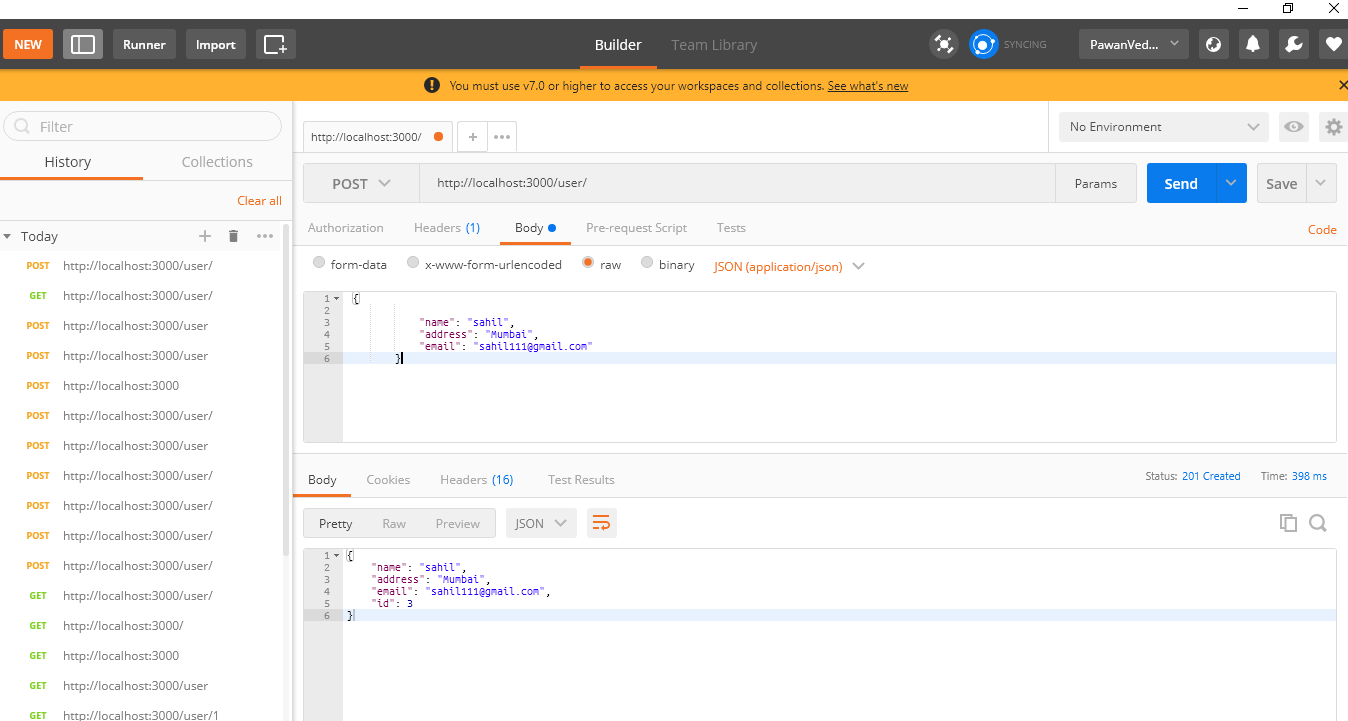 NEW Runner Import Builder Team Library SYNCING PawanVed...
You must use v7.0 or higher to access your workspaces and collections. See what's new
Filter
History Collections
Clear all
Today
POST http://localhost:3000/user/
GET http://localhost:3000/user/
POST http://localhost:3000/user
POST http://localhost:3000/user
POST http://localhost:3000
POST http://localhost:3000/user/
POST http://localhost:3000/user
POST http://localhost:3000/user/
POST http://localhost:3000/user/
POST http://localhost:3000/user/
POST http://localhost:3000/user/
GET http://localhost:3000/user/
GET http://localhost:3000/
GET http://localhost:3000
GET http://localhost:3000/user
GET http://localhost:3000/user/1
http://localhost:3000/ + ••• No Environment
POST http://localhost:3000/user/ Params Send Save
Authorization Headers (1) Body Pre-request Script Tests Code
form-data x-www-form-urlencoded raw binary JSON (application/json)
1 {
2
3 "name": "sahil",
4 "address": "Mumbai",
5 "email": "sahil111@gmail.com"
6 }
Body Cookies Headers (16) Test Results Status: 201 Created Time: 398 ms
Pretty Raw Preview JSON
1 {
2 "name": "sahil",
3 "address": "Mumbai",
4 "email": "sahil111@gmail.com",
5 "id": 3
6 }